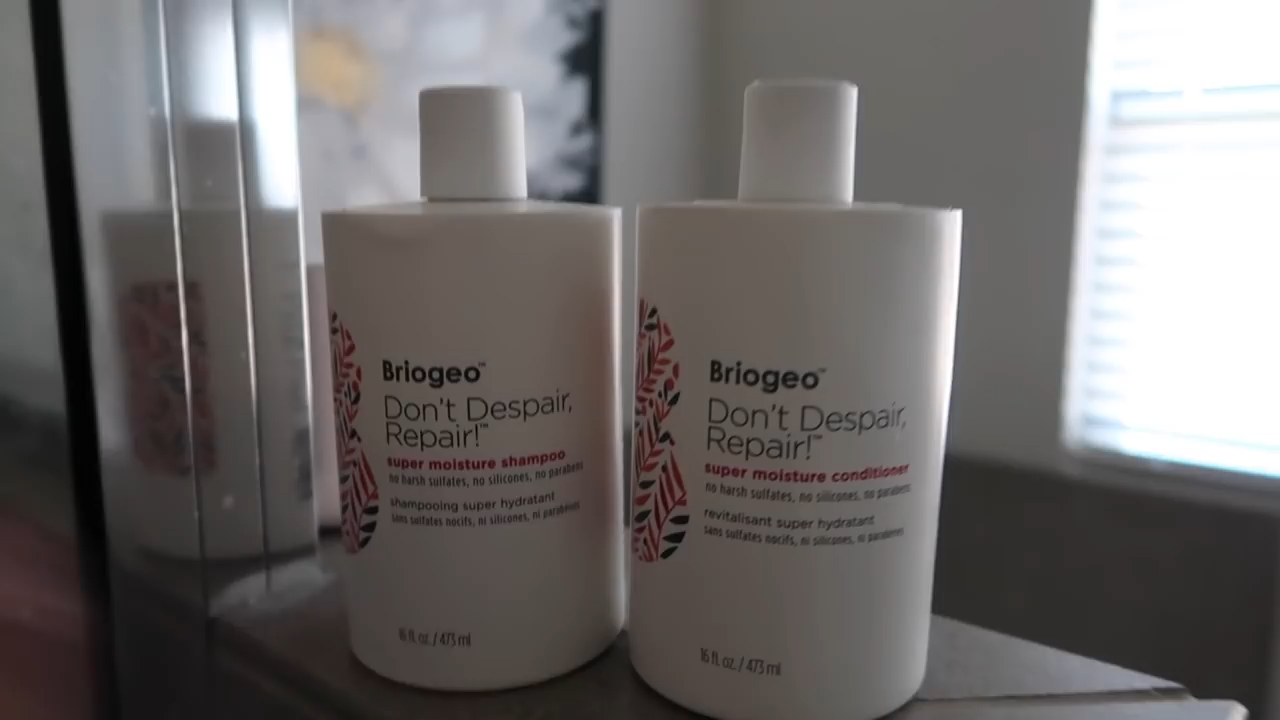 Briogeo™
Don't Despair,
Repair!™
super moisture shampoo
no harsh sulfates, no silicones, no parabens
shampooing super hydratant
sans sulfates nocifs, ni silicones, ni parabènes
16 fl. oz. / 473 ml
Briogeo™
Don't Despair,
Repair!™
super moisture conditioner
no harsh sulfates, no silicones, no parabens
revitalisant super hydratant
sans sulfates nocifs, ni silicones, ni parabènes
16 fl. oz. / 473 ml